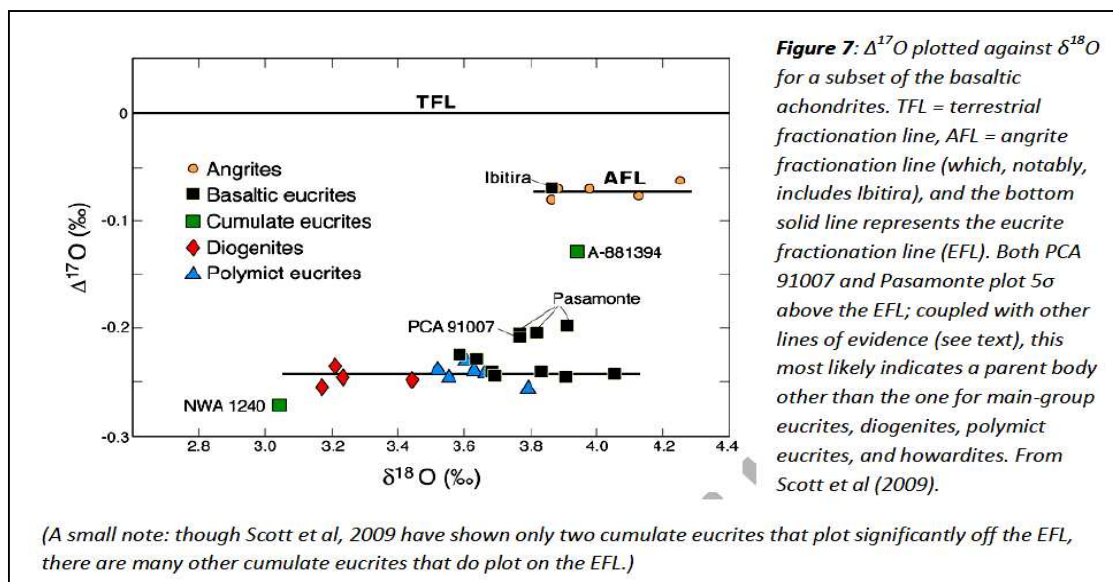 TFL
0
Angrites
Basaltic eucrites
Cumulate eucrites
Diogenites
Polymict eucrites
Ibitira
AFL
-0.1
A-881394
Pasamonte
PCA 91007
-0.2
NWA 1240
-0.3
2.8 3.0 3.2 3.4 3.6 3.8 4.0 4.2 4.4
Δ¹⁷O (‰)
δ¹⁸O (‰)
Figure 7: Δ¹⁷O plotted against δ¹⁸O
for a subset of the basaltic
achondrites. TFL = terrestrial
fractionation line, AFL = angrite
fractionation line (which, notably,
includes Ibitira), and the bottom
solid line represents the eucrite
fractionation line (EFL). Both PCA
91007 and Pasamonte plot 5σ
above the EFL; coupled with other
lines of evidence (see text), this
most likely indicates a parent body
other than the one for main-group
eucrites, diogenites, polymict
eucrites, and howardites. From
Scott et al (2009).
(A small note: though Scott et al, 2009 have shown only two cumulate eucrites that plot significantly off the EFL,
there are many other cumulate eucrites that do plot on the EFL.)